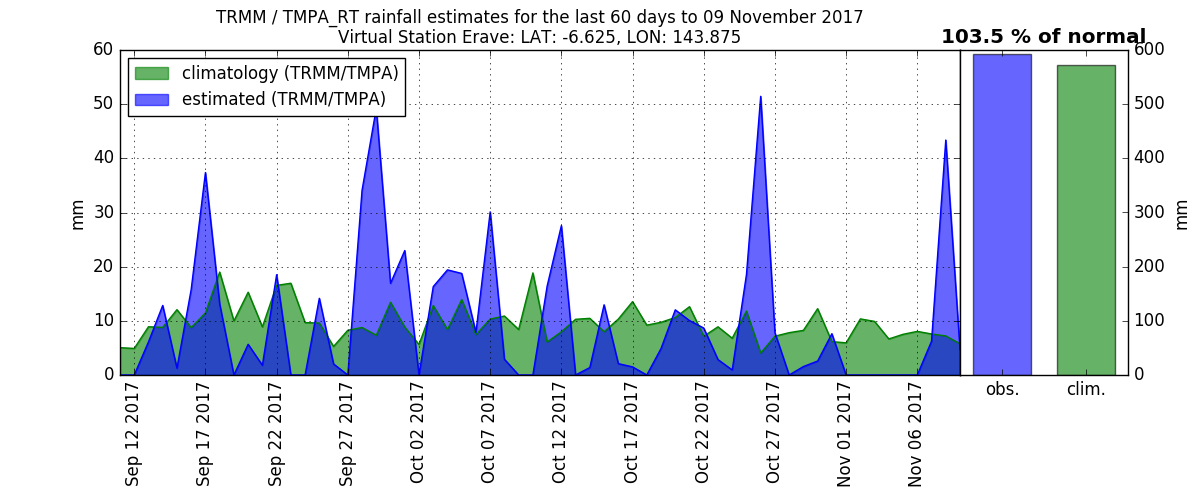 TRMM / TMPA_RT rainfall estimates for the last 60 days to 09 November 2017
Virtual Station Erave: LAT: -6.625, LON: 143.875
103.5 % of normal
climatology (TRMM/TMPA)
estimated (TRMM/TMPA)
60
50
40
30
20
10
0
mm
600
500
400
300
200
100
0
mm
Sep 12 2017
Sep 17 2017
Sep 22 2017
Sep 27 2017
Oct 02 2017
Oct 07 2017
Oct 12 2017
Oct 17 2017
Oct 22 2017
Oct 27 2017
Nov 01 2017
Nov 06 2017
obs.
clim.